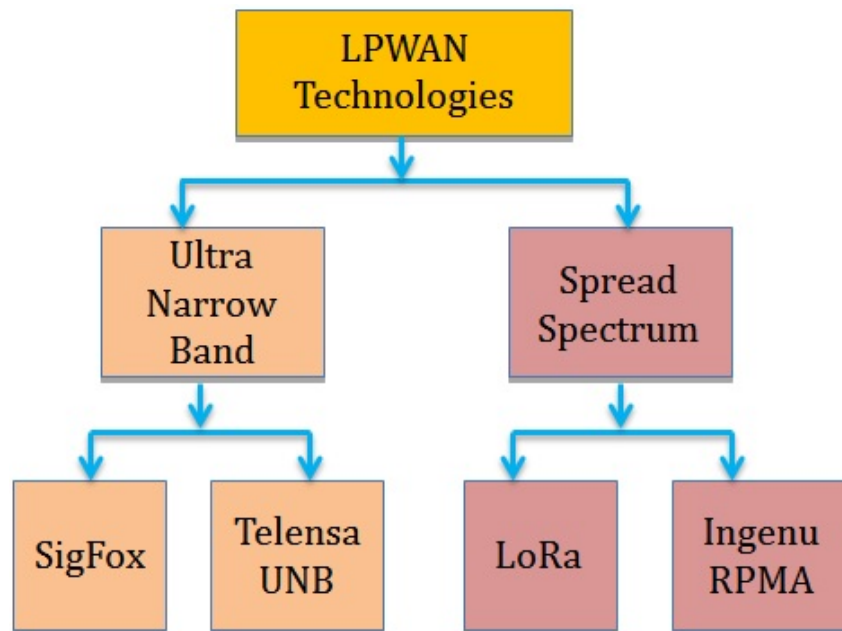 LPWAN
Technologies
Ultra
Narrow
Band
Spread
Spectrum
SigFox
Telensa
UNB
LoRa
Ingenu
RPMA